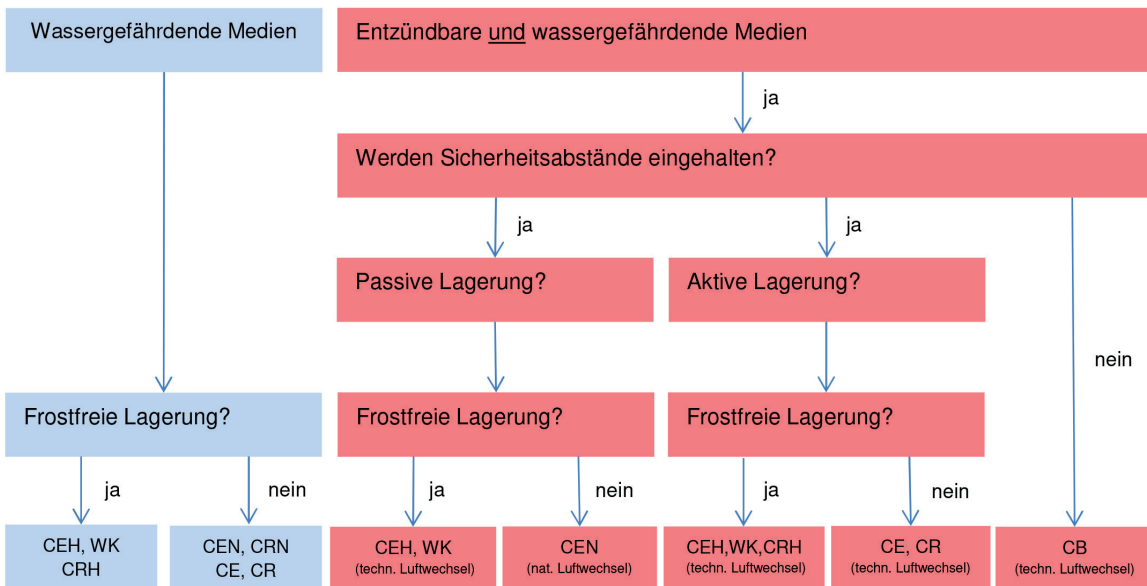 Wassergefährdende Medien
Entzündbare und wassergefährdende Medien
ja
Werden Sicherheitsabstände eingehalten?
ja
ja
Passive Lagerung?
Aktive Lagerung?
nein
Frostfreie Lagerung?
Frostfreie Lagerung?
Frostfreie Lagerung?
ja
nein
ja
nein
ja
nein
CEH, WK
CRH
CEN, CRN
CE, CR
CEH, WK
(techn. Luftwechsel)
CEN
(nat. Luftwechsel)
CEH,WK,CRH
(techn. Luftwechsel)
CE, CR
(techn. Luftwechsel)
CB
(techn. Luftwechsel)